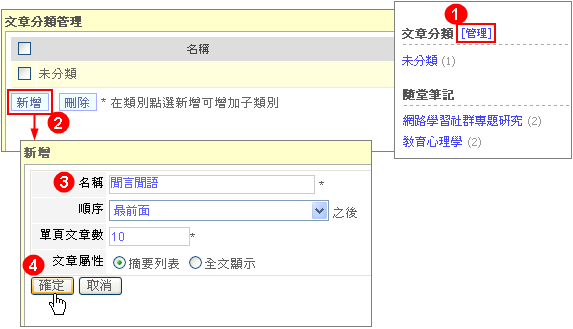 文章分類管理
名稱
未分類
新增 刪除 * 在類別點選新增可增加子類別
2
1
文章分類 [管理]
未分類 (1)
隨堂筆記
網路學習社群專題研究 (2)
教育心理學 (2)
新增
3 名稱 閒言閒語 *
順序 最前面 之後
單頁文章數 10 *
文章屬性 摘要列表 全文顯示
4
確定 取消